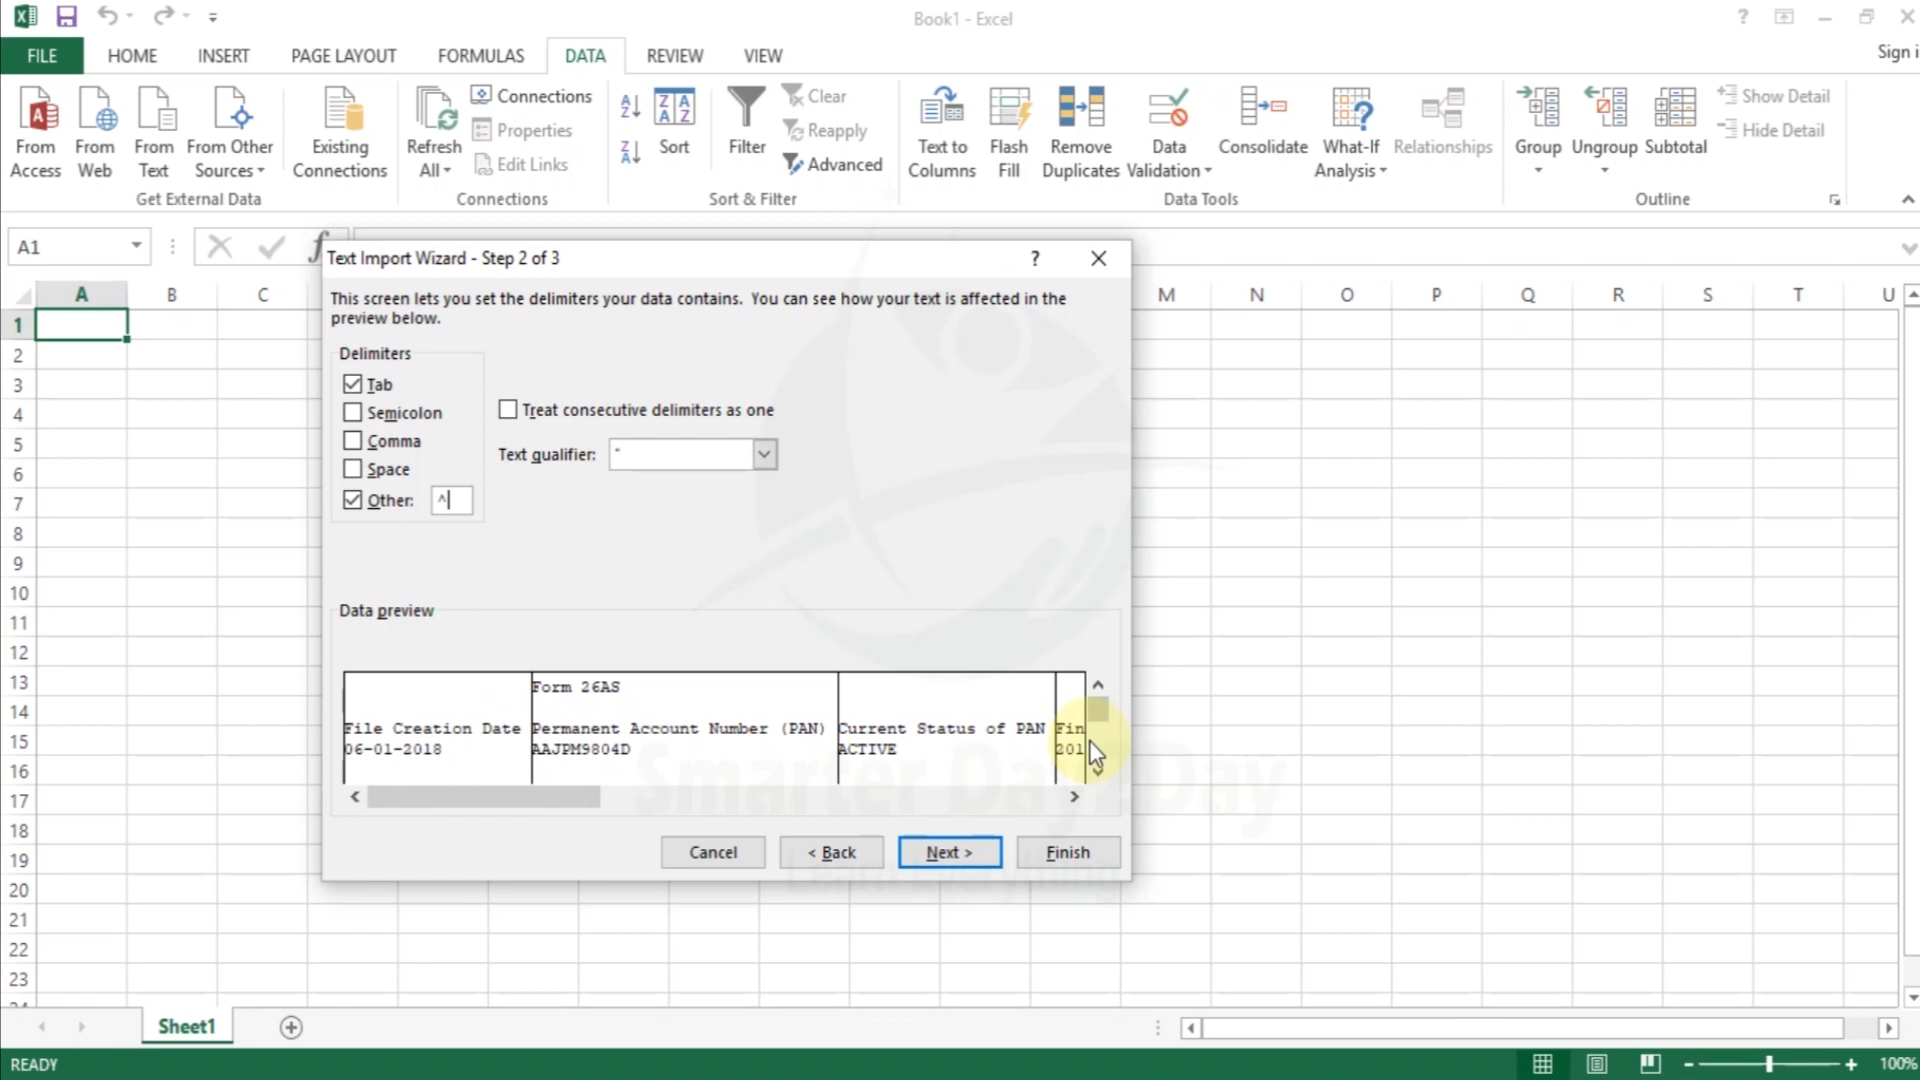 Book1 - Excel
?
Sign i
FILE HOME INSERT PAGE LAYOUT FORMULAS DATA REVIEW VIEW
From Access
From Web
From Text
From Other Sources
Existing Connections
Get External Data
Refresh All
Connections
Properties
Edit Links
Connections
Sort
Filter
Clear
Reapply
Advanced
Sort & Filter
Text to Columns
Flash Fill
Remove Duplicates
Data Validation
Consolidate
What-If Analysis
Relationships
Data Tools
Group
Ungroup
Subtotal
Show Detail
Hide Detail
Outline
A1
A B C M N O P Q R S T U
1
2
3
4
5
6
7
8
9
10
11
12
13
14
15
16
17
18
19
20
21
22
23
Text Import Wizard - Step 2 of 3
?
This screen lets you set the delimiters your data contains. You can see how your text is affected in the
preview below.
Delimiters
Tab
Semicolon
Comma
Space
Other: ^
Treat consecutive delimiters as one
Text qualifier: "
Data preview
Form 26AS
File Creation Date Permanent Account Number (PAN) Current Status of PAN Fin
06-01-2018 AAJPM9804D ACTIVE 201
Smarter Day2Day
Learn Everything
Cancel < Back Next > Finish
Sheet1
READY
100%